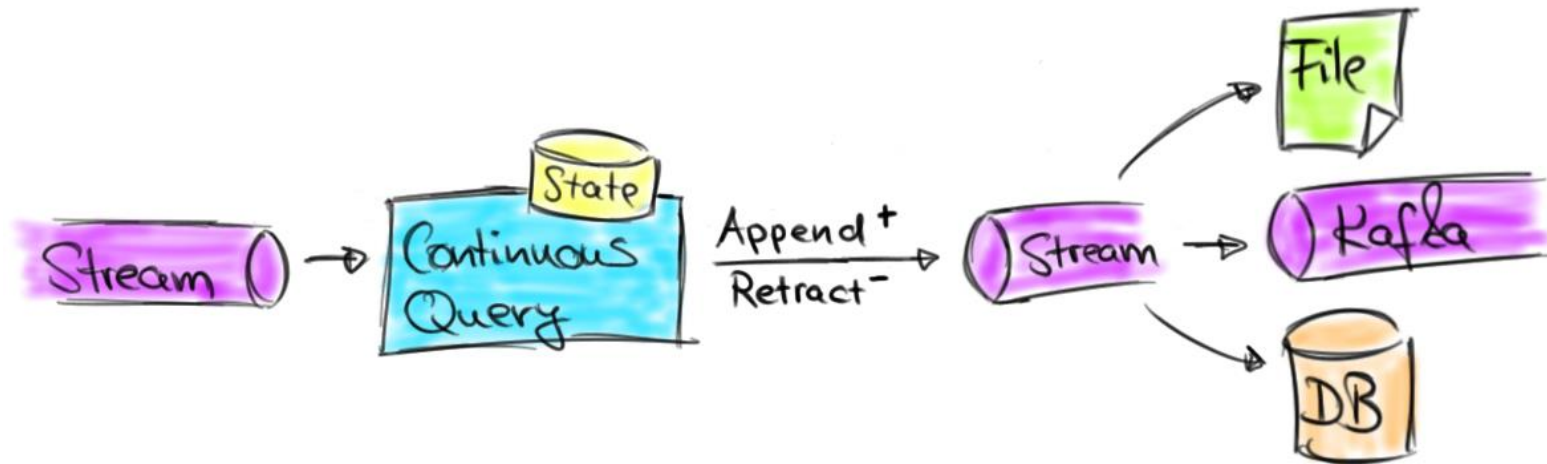 Stream
State
Continuous
Query
Append+
Retract-
Stream
File
Kafka
DB